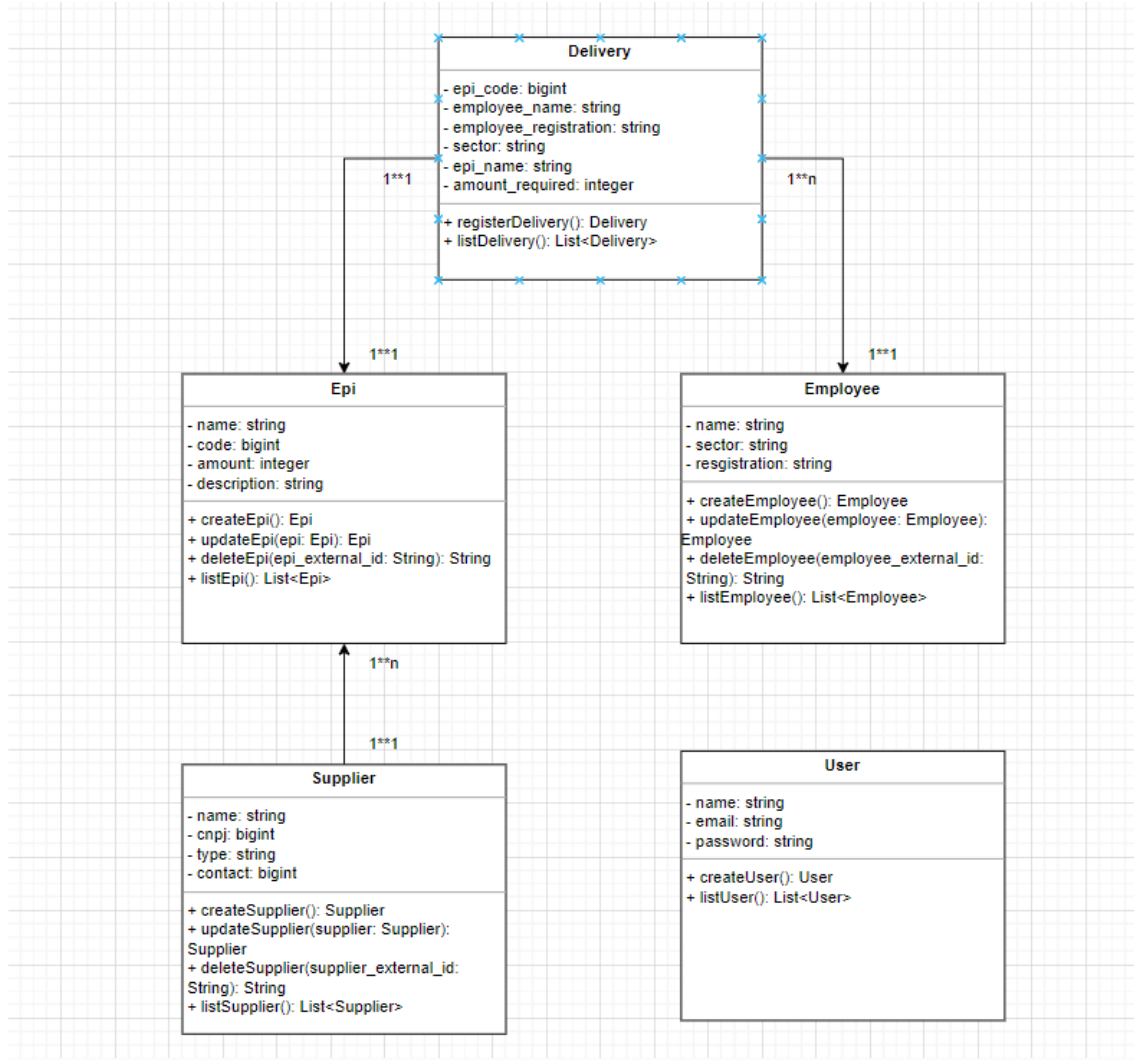 Delivery
- epi_code: bigint
- employee_name: string
- employee_registration: string
- sector: string
- epi_name: string
- amount_required: integer
+ registerDelivery(): Delivery
+ listDelivery(): List<Delivery>
1**1
1**n
1**1
1**1
Epi
- name: string
- code: bigint
- amount: integer
- description: string
+ createEpi(): Epi
+ updateEpi(epi: Epi): Epi
+ deleteEpi(epi_external_id: String): String
+ listEpi(): List<Epi>
Employee
- name: string
- sector: string
- resgistration: string
+ createEmployee(): Employee
+ updateEmployee(employee: Employee):
Employee
+ deleteEmployee(employee_external_id:
String): String
+ listEmployee(): List<Employee>
1**n
1**1
Supplier
- name: string
- cnpj: bigint
- type: string
- contact: bigint
+ createSupplier(): Supplier
+ updateSupplier(supplier: Supplier):
Supplier
+ deleteSupplier(supplier_external_id:
String): String
+ listSupplier(): List<Supplier>
User
- name: string
- email: string
- password: string
+ createUser(): User
+ listUser(): List<User>